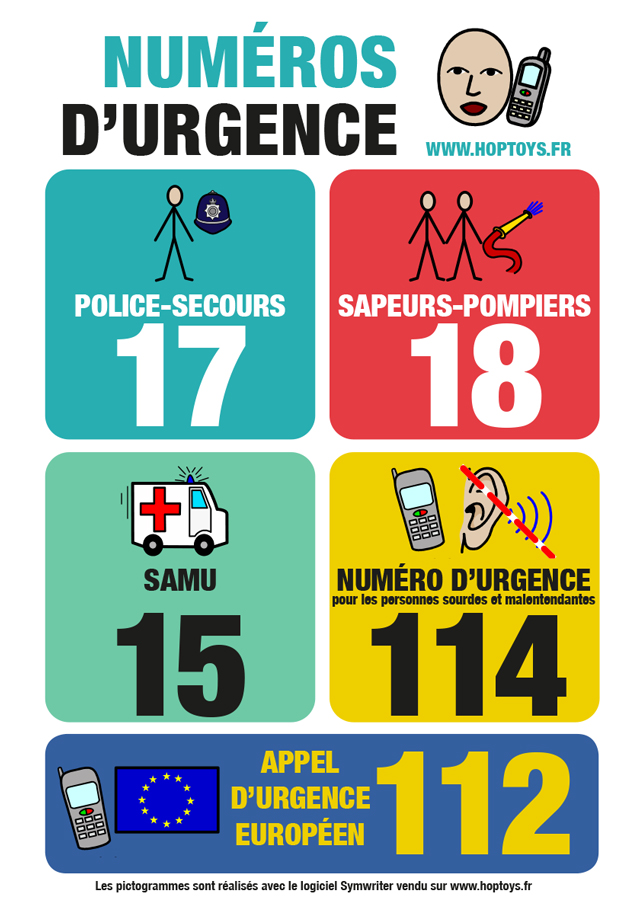 NUMÉROS
D'URGENCE
WWW.HOPTOYS.FR
POLICE-SECOURS
17
SAPEURS-POMPIERS
18
SAMU
15
NUMÉRO D'URGENCE
pour les personnes sourdes et malentendantes
114
APPEL
D'URGENCE
EUROPÉEN
112
Les pictogrammes sont réalisés avec le logiciel Symwriter vendu sur www.hoptoys.fr